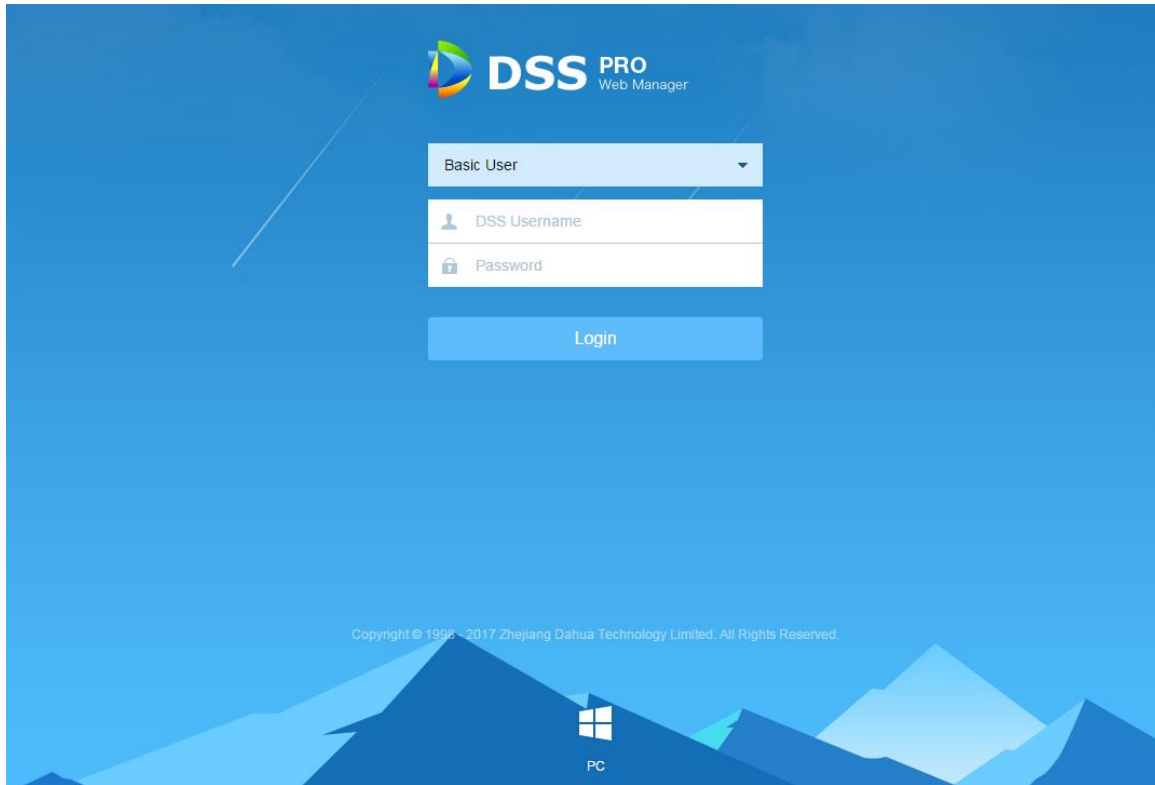 DSS PRO
Web Manager
Basic User
DSS Username
Password
Login
Copyright © 1998 - 2017 Zhejiang Dahua Technology Limited. All Rights Reserved.
PC